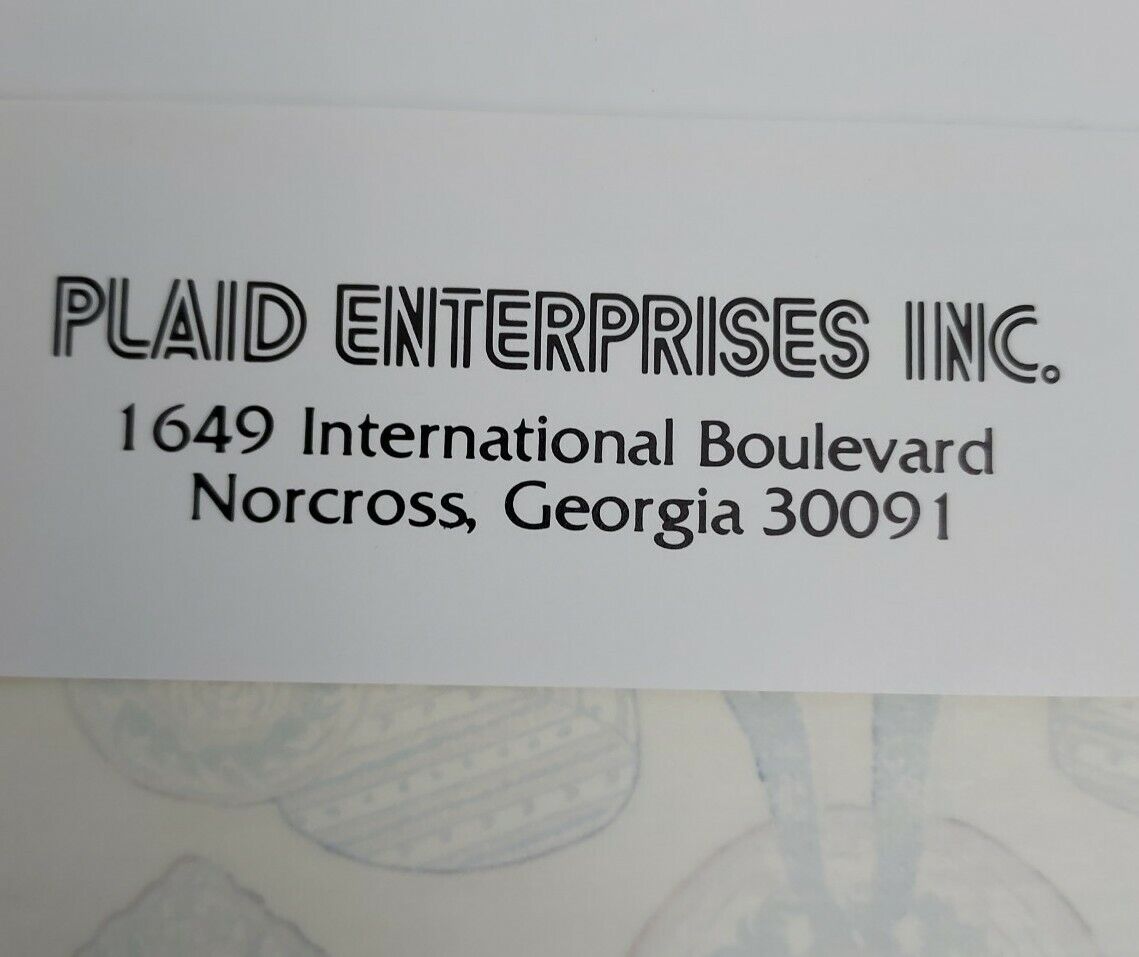 PLAID ENTERPRISES INC.
1649 International Boulevard
Norcross, Georgia 30091